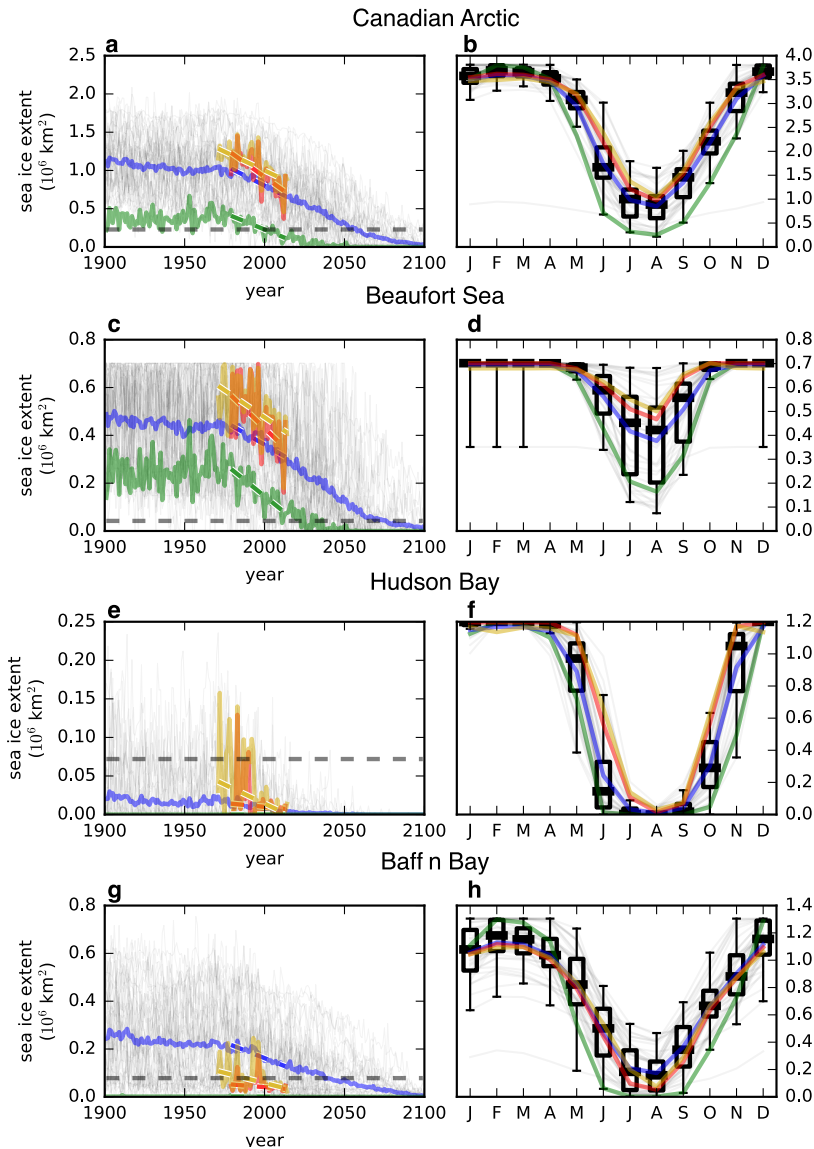 Canadian Arctic
a
b
2.5
2.0
1.5
1.0
0.5
0.0
sea ice extent
(10⁶ km²)
1900 1950 2000 2050 2100
year
4.0
3.5
3.0
2.5
2.0
1.5
1.0
0.5
0.0
J F M A M J J A S O N D
Beaufort Sea
c
d
0.8
0.6
0.4
0.2
0.0
sea ice extent
(10⁶ km²)
1900 1950 2000 2050 2100
year
0.8
0.7
0.6
0.5
0.4
0.3
0.2
0.1
0.0
J F M A M J J A S O N D
Hudson Bay
e
f
0.25
0.20
0.15
0.10
0.05
0.00
sea ice extent
(10⁶ km²)
1900 1950 2000 2050 2100
year
1.2
1.0
0.8
0.6
0.4
0.2
0.0
J F M A M J J A S O N D
Baff n Bay
g
h
0.8
0.6
0.4
0.2
0.0
sea ice extent
(10⁶ km²)
1900 1950 2000 2050 2100
year
1.4
1.2
1.0
0.8
0.6
0.4
0.2
0.0
J F M A M J J A S O N D